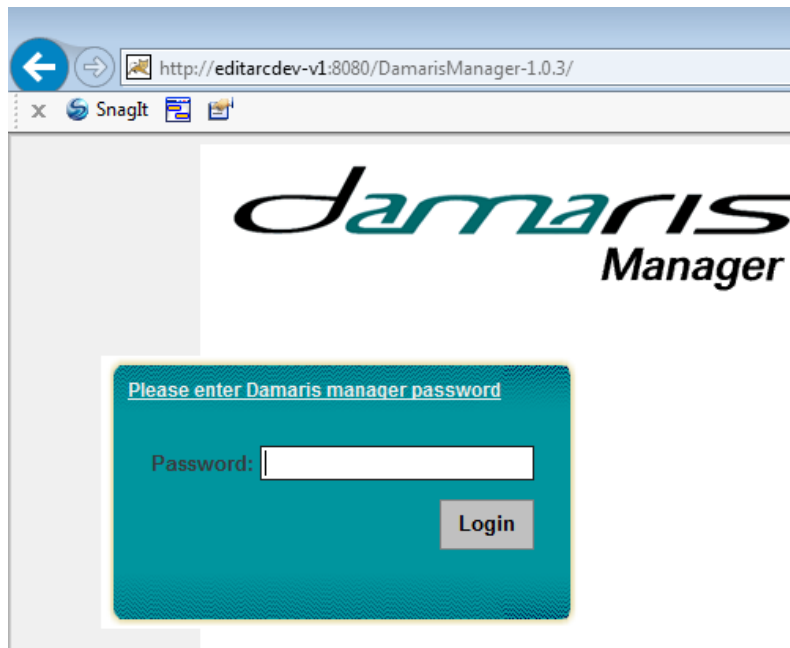 http://editarcdev-v1:8080/DamarisManager-1.0.3/
x SnagIt
damaris
Manager
Please enter Damaris manager password
Password:
Login